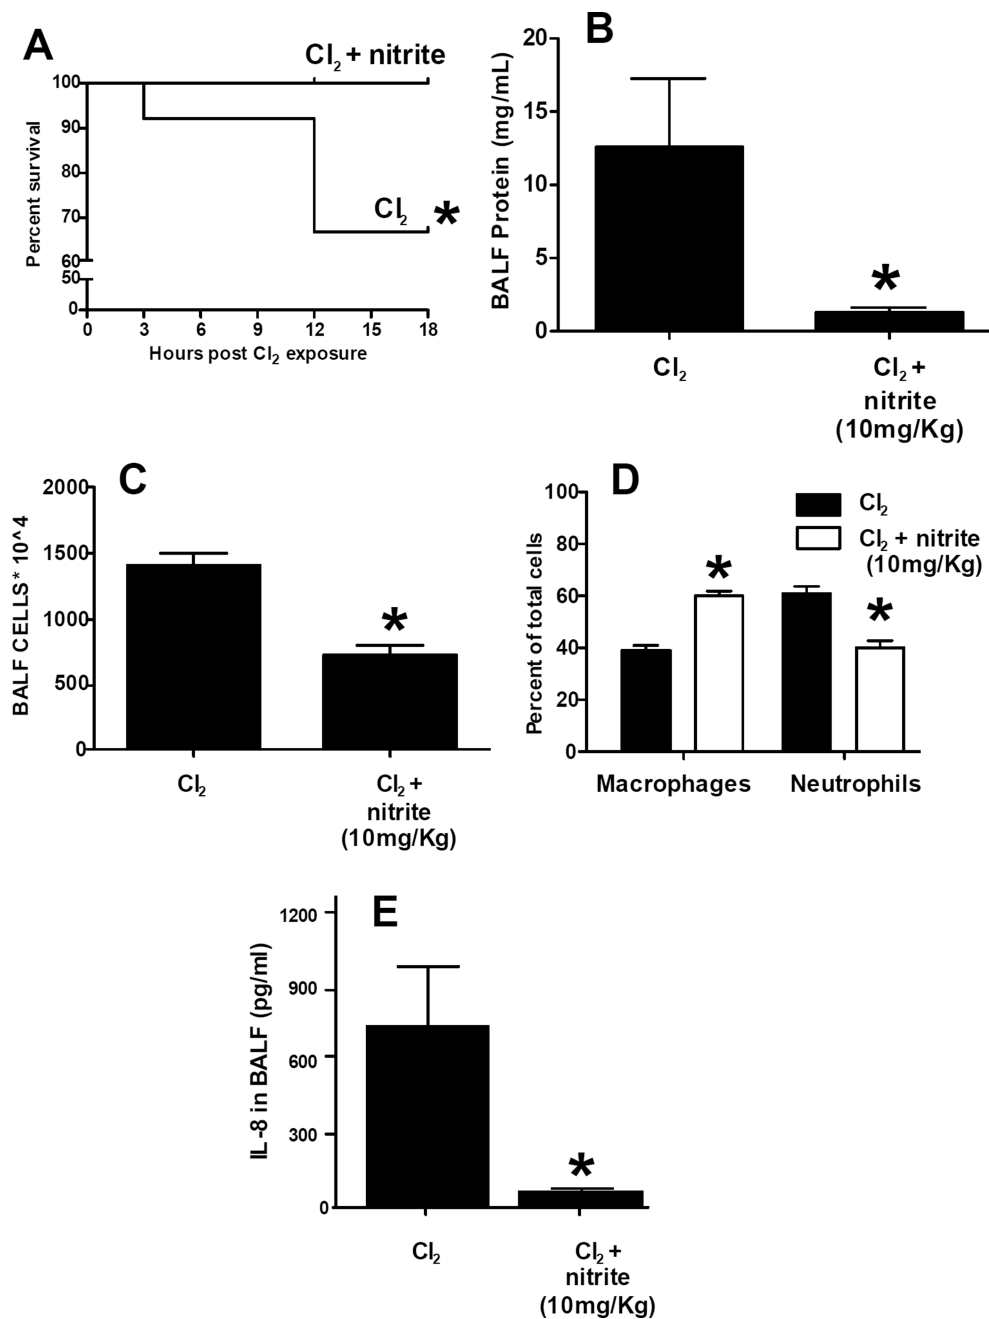 A
Cl₂ + nitrite
100
90
80
70
60
50
0
Percent survival
Cl₂ *
0 3 6 9 12 15 18
Hours post Cl₂ exposure
B
20
15
10
5
0
BALF Protein (mg/mL)
*
Cl₂
Cl₂ +
nitrite
(10mg/Kg)
C
2000
1500
1000
500
0
BALF CELLS* 10^4
*
Cl₂
Cl₂ +
nitrite
(10mg/Kg)
D
100
80
60
40
20
0
Percent of total cells
Cl₂
Cl₂ + nitrite
(10mg/Kg)
*
*
Macrophages Neutrophils
E
1200
900
600
300
0
IL-8 in BALF (pg/ml)
*
Cl₂
Cl₂ +
nitrite
(10mg/Kg)